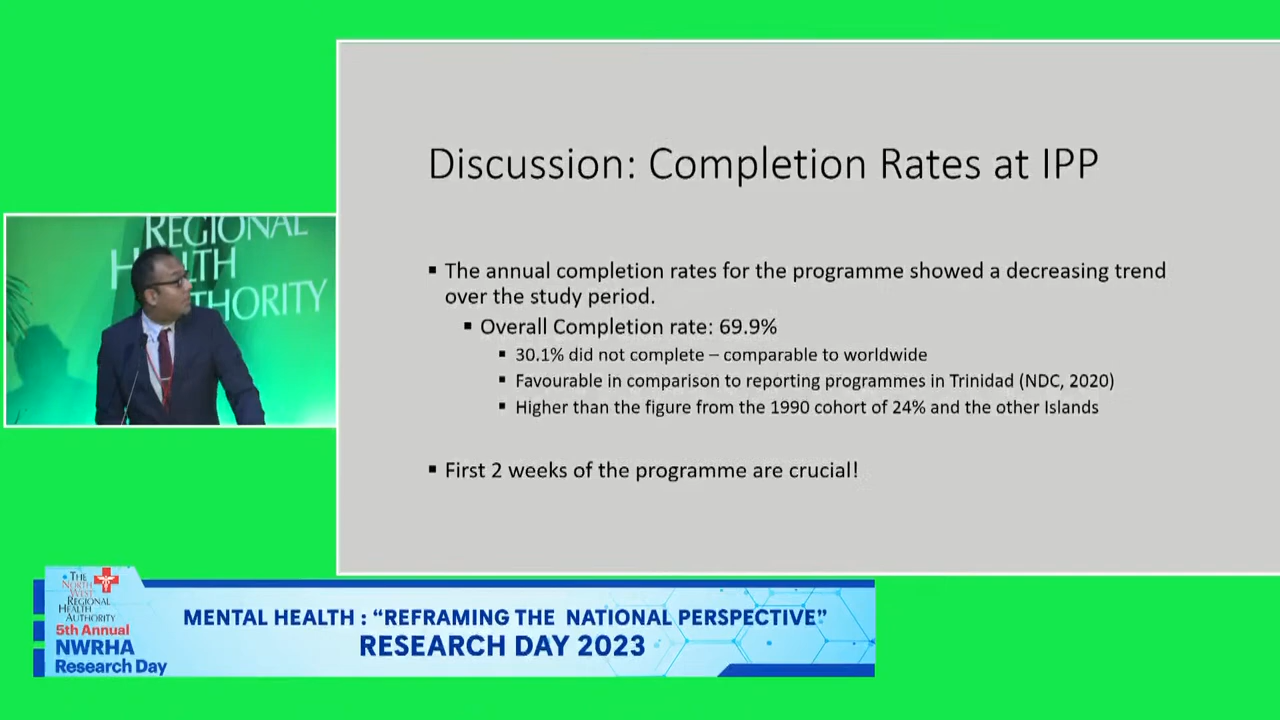 Discussion: Completion Rates at IPP
▪ The annual completion rates for the programme showed a decreasing trend
over the study period.
▪ Overall Completion rate: 69.9%
▪ 30.1% did not complete – comparable to worldwide
▪ Favourable in comparison to reporting programmes in Trinidad (NDC, 2020)
▪ Higher than the figure from the 1990 cohort of 24% and the other Islands
▪ First 2 weeks of the programme are crucial!
REGIONAL
HEALTH
AUTHORITY
THE
NORTH
WEST
REGIONAL
HEALTH
AUTHORITY
5th Annual
NWRHA
Research Day
MENTAL HEALTH : “REFRAMING THE NATIONAL PERSPECTIVE”
RESEARCH DAY 2023